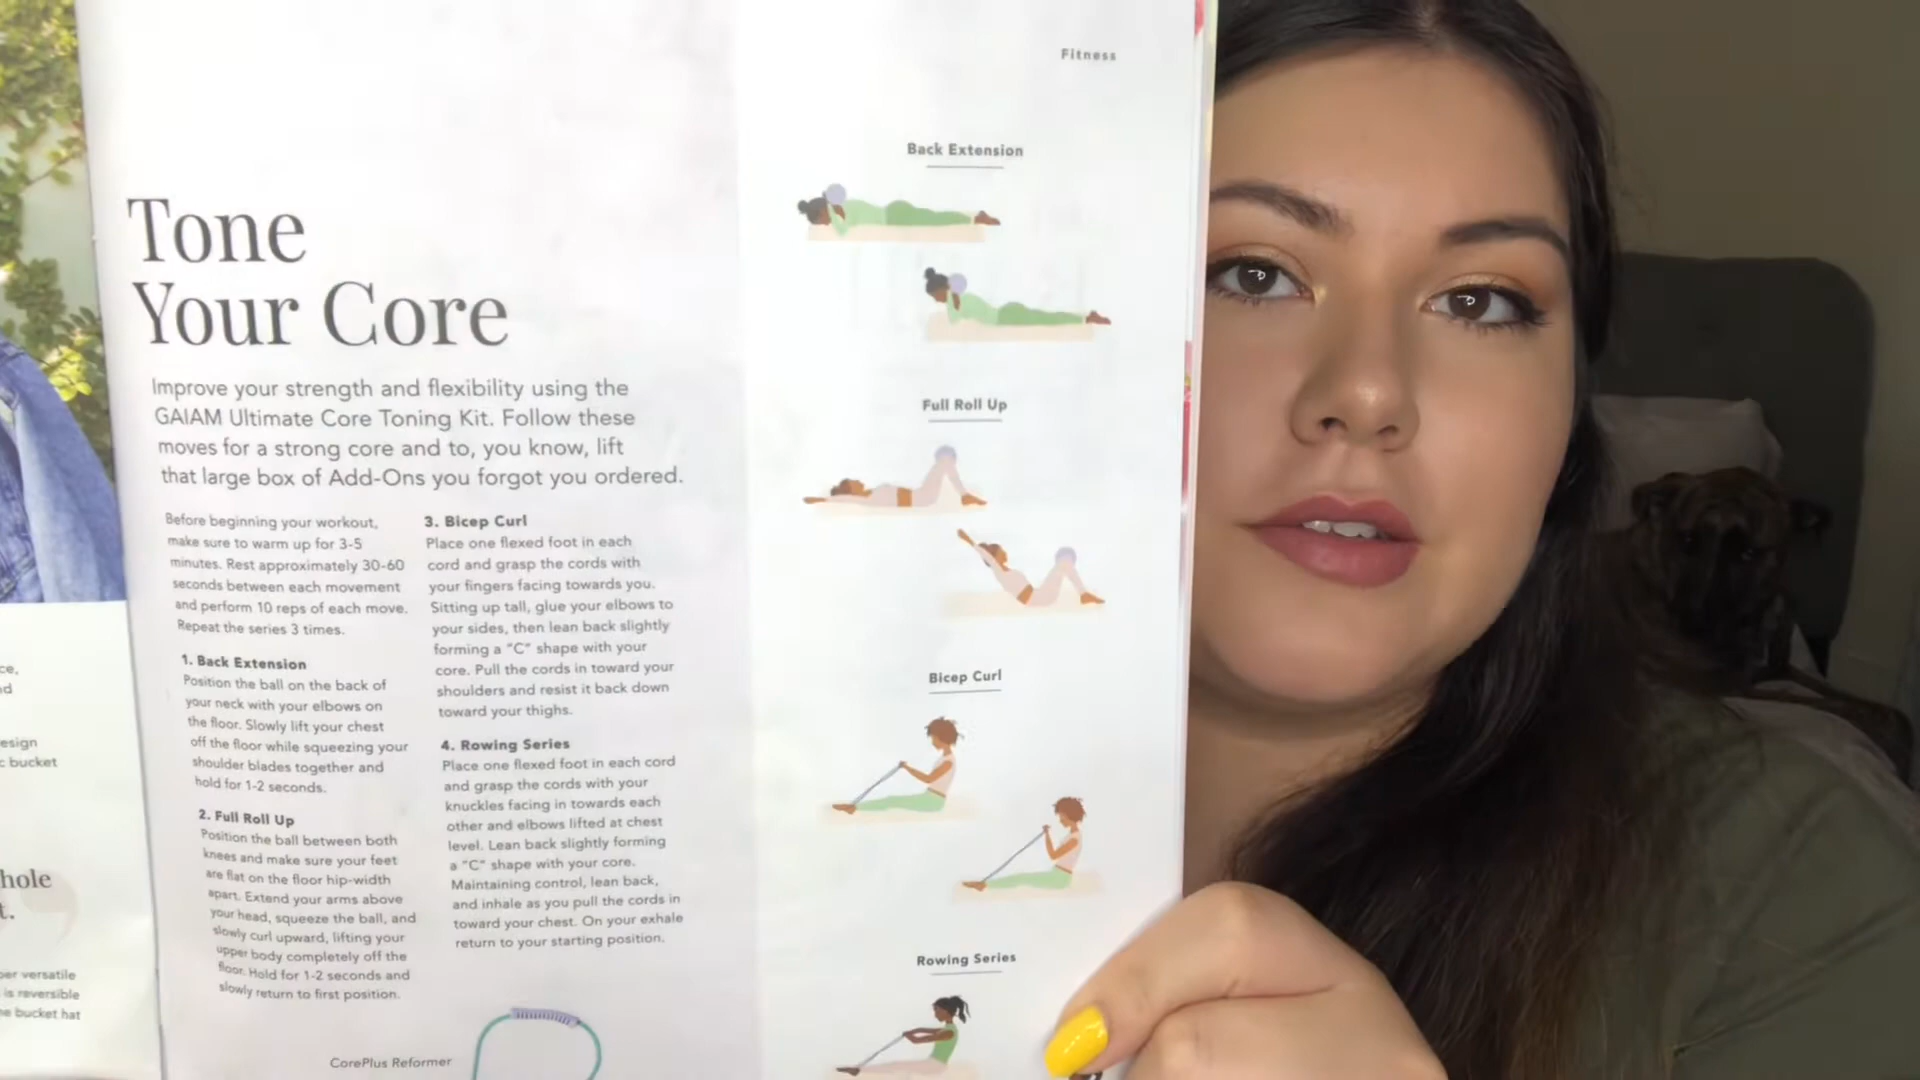 Fitness
Tone
Your Core
Improve your strength and flexibility using the
GAIAM Ultimate Core Toning Kit. Follow these
moves for a strong core and to, you know, lift
that large box of Add-Ons you forgot you ordered.
Before beginning your workout,
make sure to warm up for 3-5
minutes. Rest approximately 30-60
seconds between each movement
and perform 10 reps of each move.
Repeat the series 3 times.
1. Back Extension
Position the ball on the back of
your neck with your elbows on
the floor. Slowly lift your chest
off the floor while squeezing your
shoulder blades together and
hold for 1-2 seconds.
2. Full Roll Up
Position the ball between both
knees and make sure your feet
are flat on the floor hip-width
apart. Extend your arms above
your head, squeeze the ball, and
slowly curl upward, lifting your
upper body completely off the
floor. Hold for 1-2 seconds and
slowly return to first position.
3. Bicep Curl
Place one flexed foot in each
cord and grasp the cords with
your fingers facing towards you.
Sitting up tall, glue your elbows to
your sides, then lean back slightly
forming a "C" shape with your
core. Pull the cords in toward your
shoulders and resist it back down
toward your thighs.
4. Rowing Series
Place one flexed foot in each cord
and grasp the cords with your
knuckles facing in towards each
other and elbows lifted at chest
level. Lean back slightly forming
a "C" shape with your core.
Maintaining control, lean back,
and inhale as you pull the cords in
toward your chest. On your exhale
return to your starting position.
CorePlus Reformer
Back Extension
Full Roll Up
Bicep Curl
Rowing Series
bucket
versatile
is reversible
bucket hat